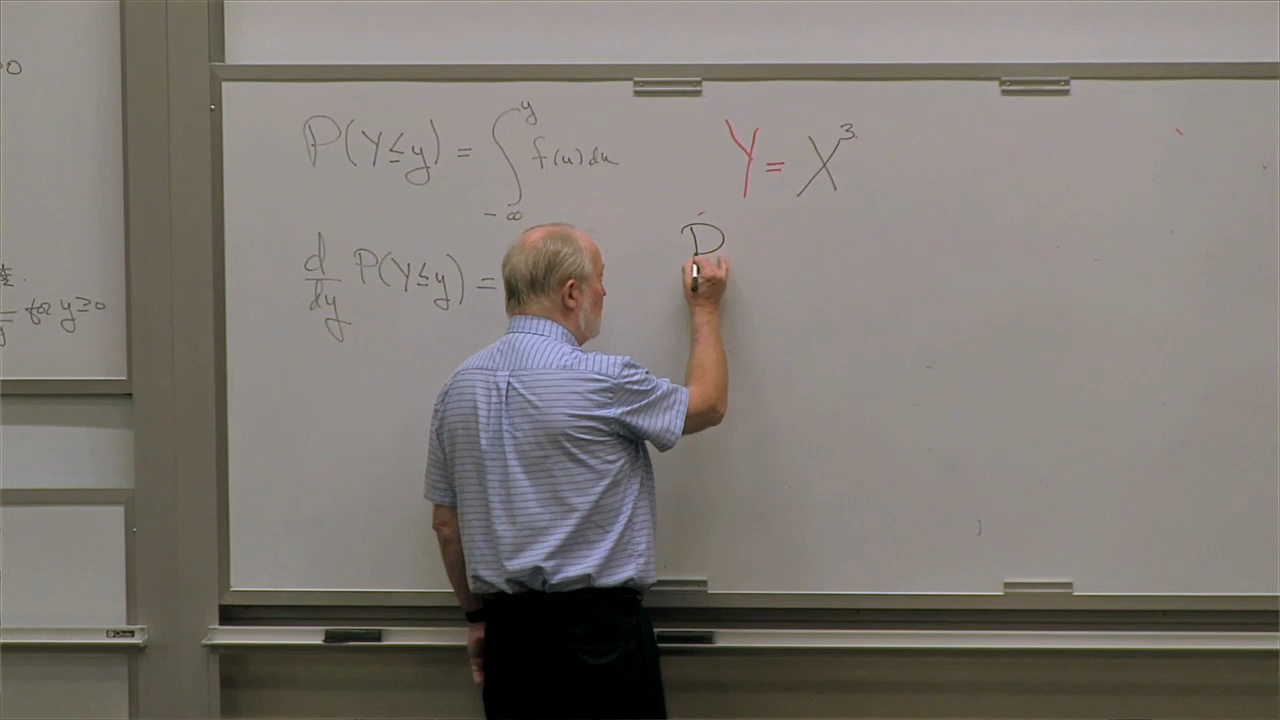 P(Y≤y) = ∫_{-∞}^{y} f(u)du
Y = X³
d/dy P(Y≤y) =
D
for y≥0